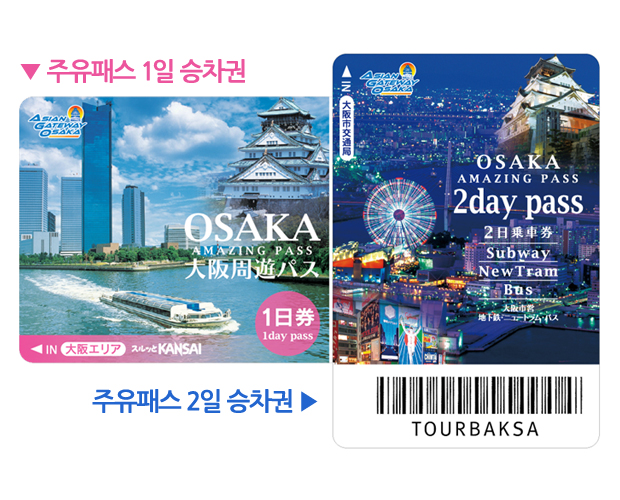 ▼ 주유패스 1일 승차권
ASIAN
GATEWAY
OSAKA
OSAKA
AMAZING PASS
大阪周遊パス
1日券
1day pass
◀ IN 大阪エリア スルッとKANSAI
주유패스 2일 승차권 ▶
◀ IN 大阪市交通局
ASIAN
GATEWAY
OSAKA
OSAKA
AMAZING PASS
2day pass
2日乗車券
Subway
NewTram
Bus
大阪市営
地下鉄・ニュートラム・バス
TOURBAKSA